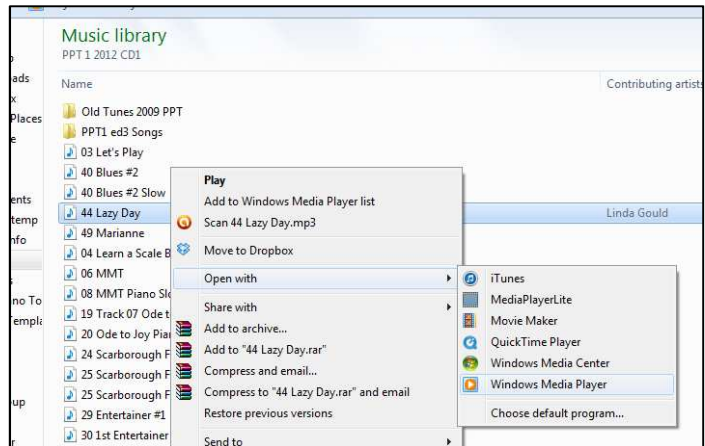 Music library
PPT 1 2012 CD1
ads
Name
Contributing artists
x
Old Tunes 2009 PPT
Places
PPT1 ed3 Songs
e
03 Let's Play
40 Blues #2
Play
40 Blues #2 Slow
Add to Windows Media Player list
ents
44 Lazy Day
Scan 44 Lazy Day.mp3
Linda Gould
temp
49 Marianne
nfo
04 Learn a Scale B
Move to Dropbox
06 MMT
Open with
iTunes
08 MMT Piano Slo
MediaPlayerLite
no To
19 Track 07 Ode t
Share with
Movie Maker
Templa
20 Ode to Joy Pian
Add to archive...
QuickTime Player
24 Scarborough F
Add to "44 Lazy Day.rar"
Windows Media Center
25 Scarborough F
Compress and email...
Windows Media Player
25 Scarborough F
Compress to "44 Lazy Day.rar" and email
oup
29 Entertainer #1
Restore previous versions
Choose default program...
r
30 1st Entertainer
Send to